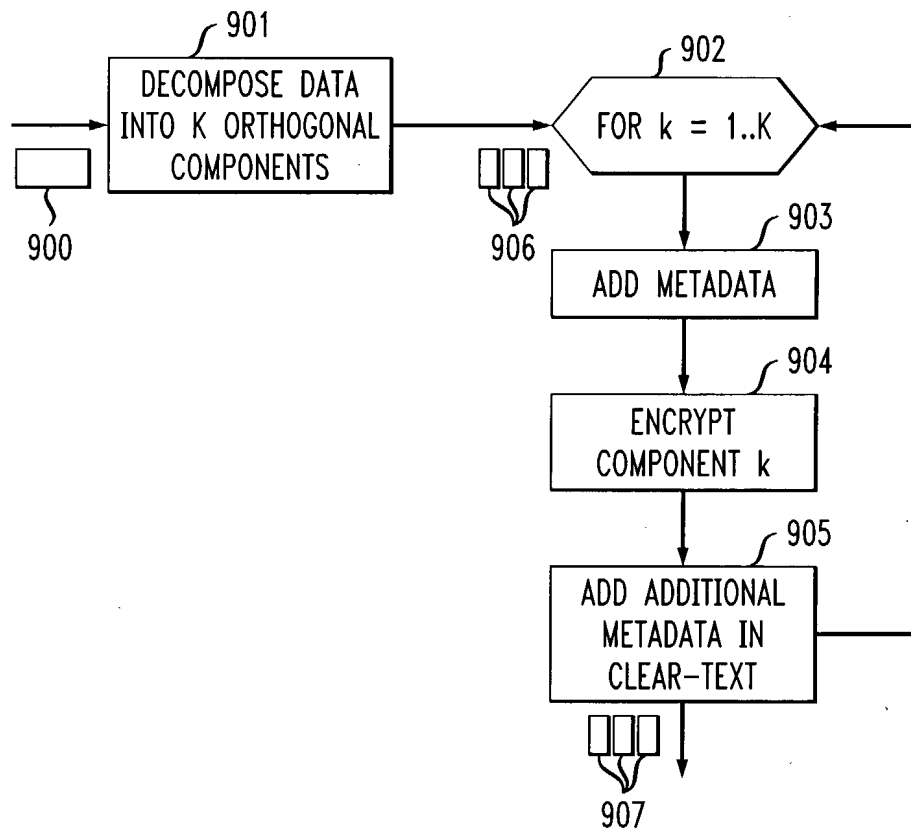 901
DECOMPOSE DATA
INTO K ORTHOGONAL
COMPONENTS
900
902
FOR k = 1..K
906
903
ADD METADATA
904
ENCRYPT
COMPONENT k
905
ADD ADDITIONAL
METADATA IN
CLEAR-TEXT
907